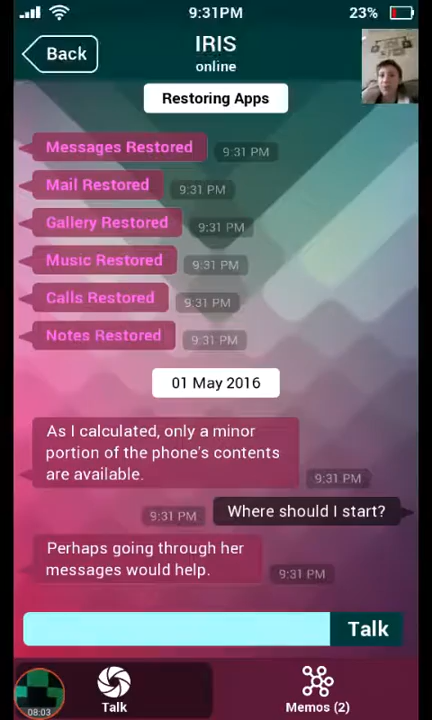 9:31PM
23%
Back
IRIS
online
Restoring Apps
Messages Restored
9:31 PM
Mail Restored
9:31 PM
Gallery Restored
9:31 PM
Music Restored
9:31 PM
Calls Restored
9:31 PM
Notes Restored
9:31 PM
01 May 2016
As I calculated, only a minor
portion of the phone's contents
are available.
9:31 PM
9:31 PM
Where should I start?
Perhaps going through her
messages would help.
9:31 PM
Talk
08:03
Talk
Memos (2)